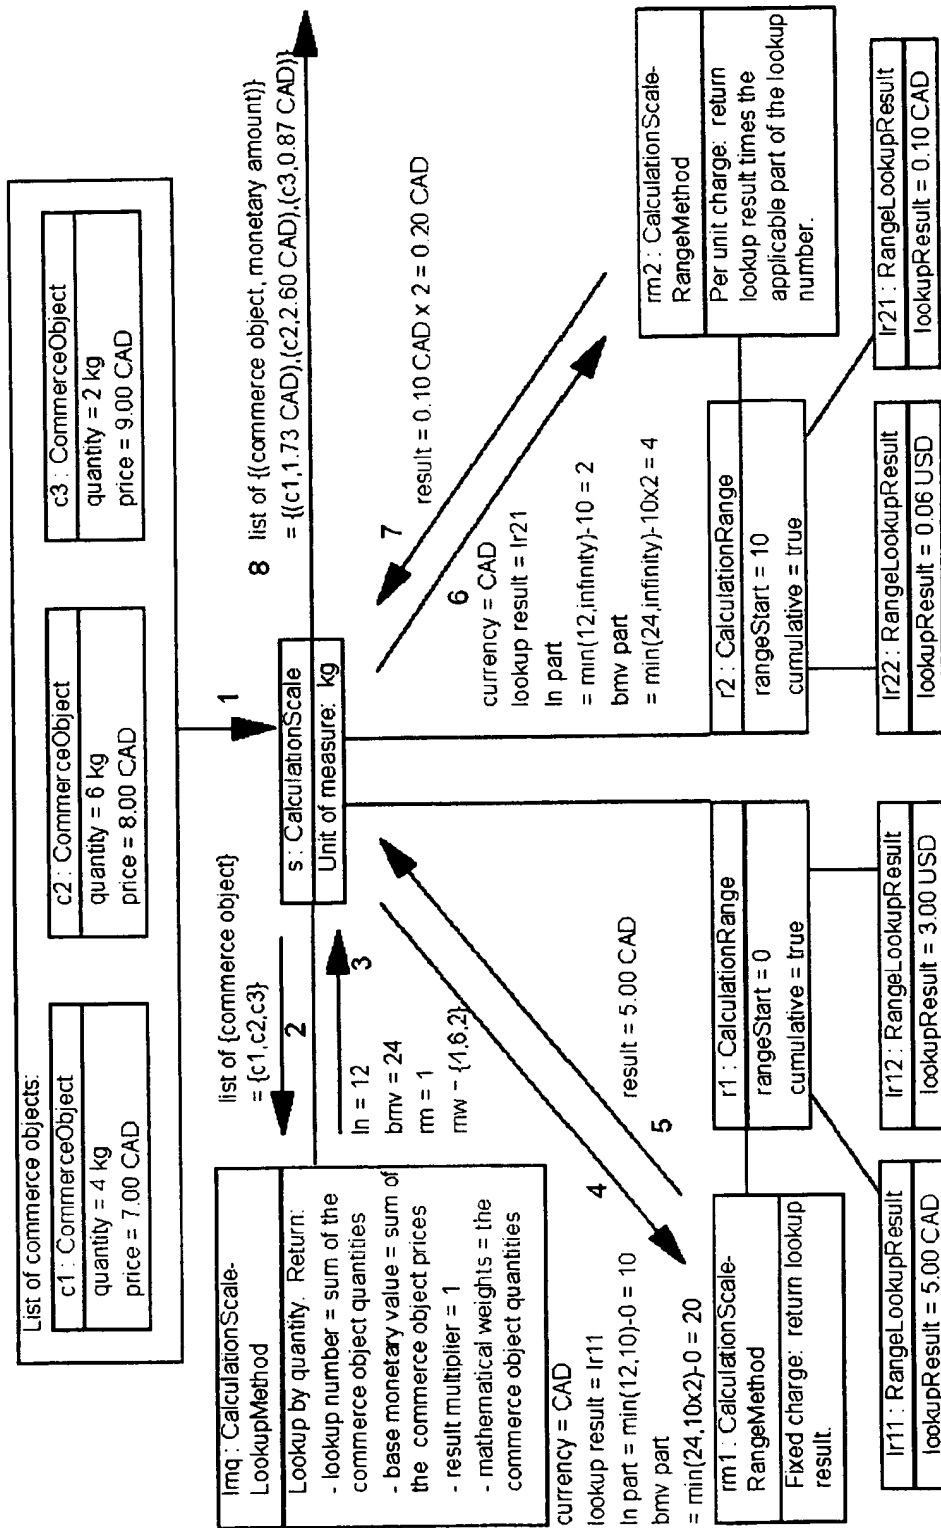 List of commerce objects:
c1 : CommerceObject
quantity = 4 kg
price = 7.00 CAD
c2 : CommerceObject
quantity = 6 kg
price = 8.00 CAD
c3 : CommerceObject
quantity = 2 kg
price = 9.00 CAD
1
lmq : CalculationScale-
LookupMethod
Lookup by quantity. Return:
- lookup number = sum of the
commerce object quantities
- base monetary value = sum of
the commerce object prices
- result multiplier = 1
- mathematical weights = the
commerce object quantities
list of {commerce object}
= {c1,c2,c3}
2
3
ln = 12
bmv = 24
rm = 1
mw = {4,6,2}
s : CalculationScale
Unit of measure: kg
8 list of {(commerce object, monetary amount)}
= {(c1,1.73 CAD),(c2,2.60 CAD),(c3,0.87 CAD)}
currency = CAD
lookup result = lr11
ln part = min(12,10)-0 = 10
bmv part
= min(24,10x2)-0 = 20
4
5
result = 5.00 CAD
6
currency = CAD
lookup result = lr21
ln part
= min(12,infinity)-10 = 2
bmv part
= min(24,infinity)-10x2 = 4
7
result = 0.10 CAD x 2 = 0.20 CAD
rm1 : CalculationScale-
RangeMethod
Fixed charge: return lookup
result.
r1 : CalculationRange
rangeStart = 0
cumulative = true
r2 : CalculationRange
rangeStart = 10
cumulative = true
rm2 : CalculationScale-
RangeMethod
Per unit charge: return
lookup result times the
applicable part of the lookup
number.
lr11 : RangeLookupResult
lookupResult = 5.00 CAD
lr12 : RangeLookupResult
lookupResult = 3.00 USD
lr22 : RangeLookupResult
lookupResult = 0.06 USD
lr21 : RangeLookupResult
lookupResult = 0.10 CAD